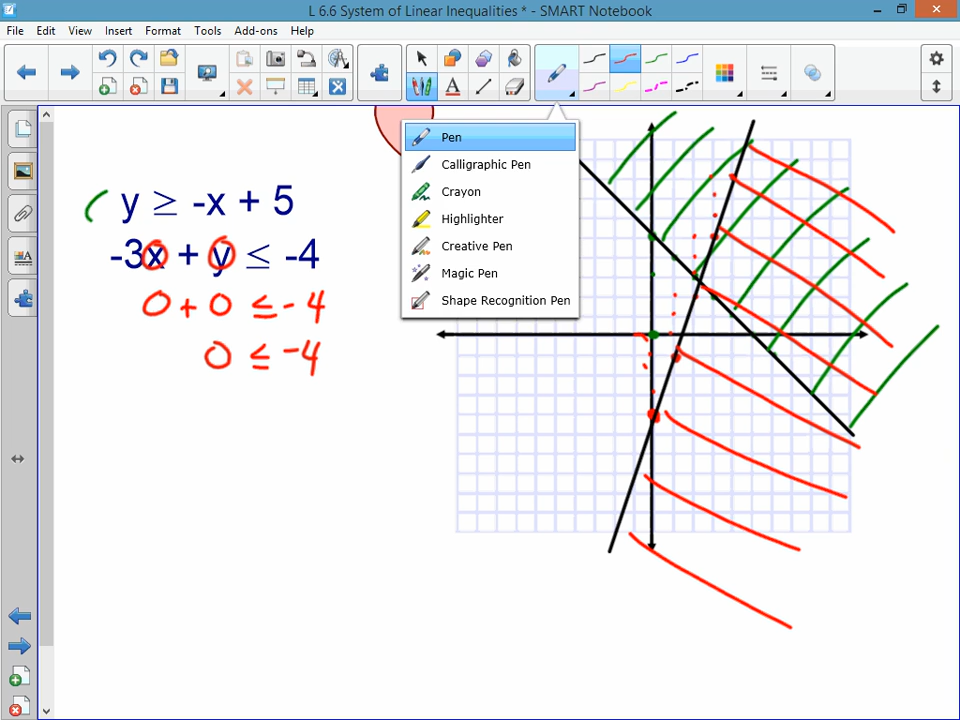 L 6.6 System of Linear Inequalities * - SMART Notebook
File Edit View Insert Format Tools Add-ons Help
Pen
Calligraphic Pen
Crayon
Highlighter
Creative Pen
Magic Pen
Shape Recognition Pen
y ≥ -x + 5
-3x + y ≤ -4
0 + 0 ≤ -4
0 ≤ -4